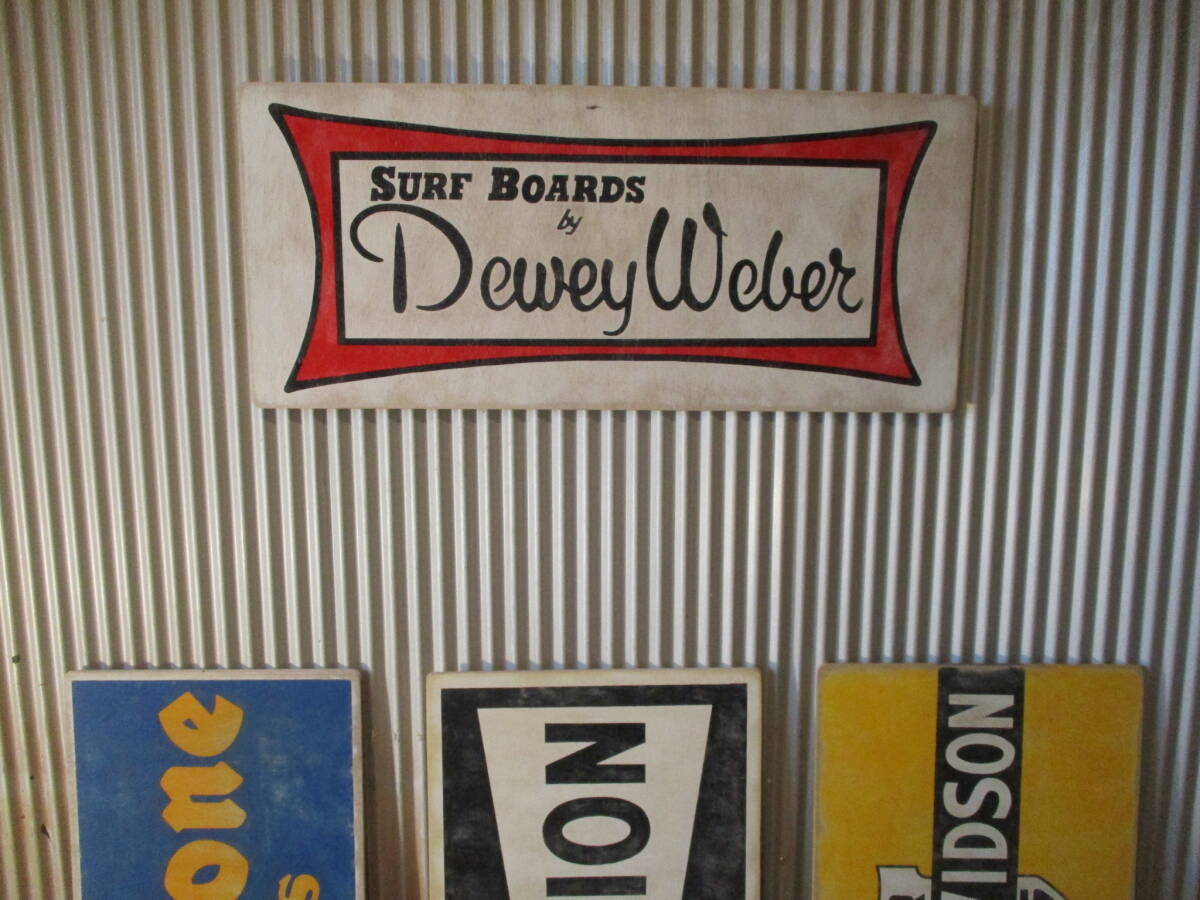 SURF BOARDS
by
Dewey Weber
one
s
ION
VIDSON